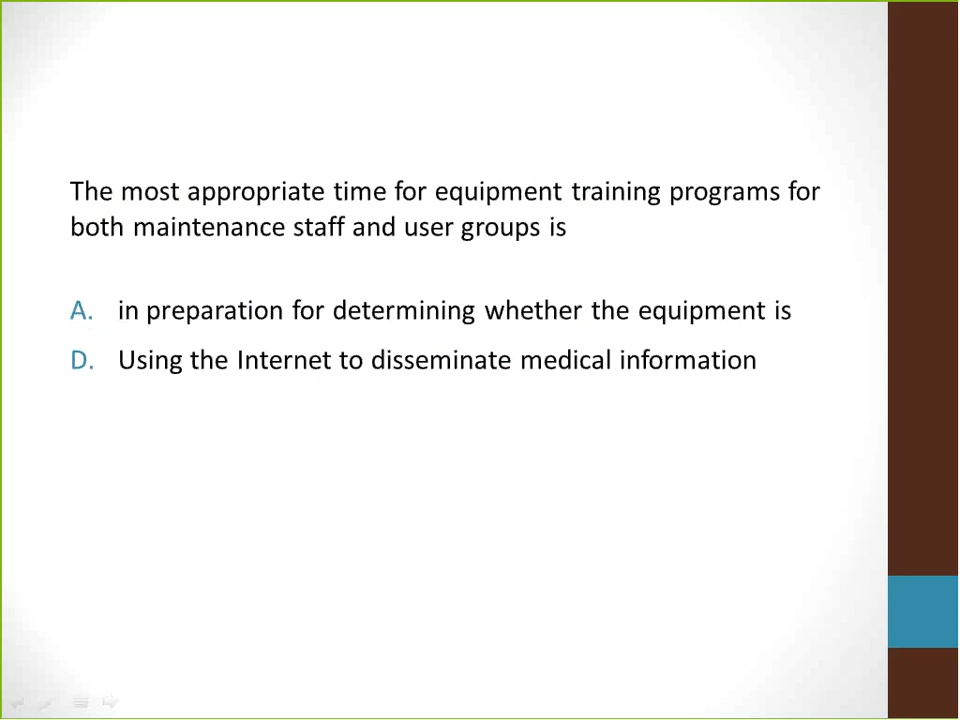 The most appropriate time for equipment training programs for
both maintenance staff and user groups is
A. in preparation for determining whether the equipment is
D. Using the Internet to disseminate medical information